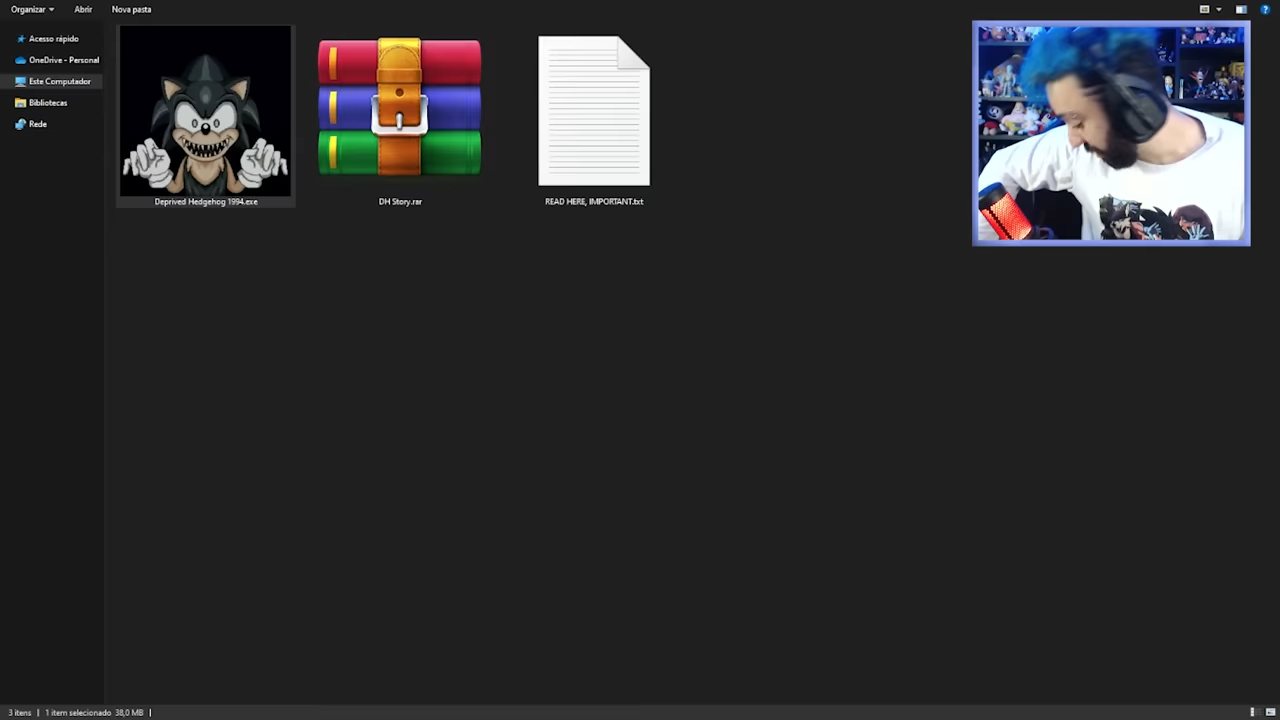 Organizar Abrir Nova pasta
Acesso rápido
OneDrive - Personal
Este Computador
Bibliotecas
Rede
Deprived Hedgehog 1994.exe
DH Story.rar
READ HERE, IMPORTANT.txt
3 itens 1 item selecionado 38,0 MB